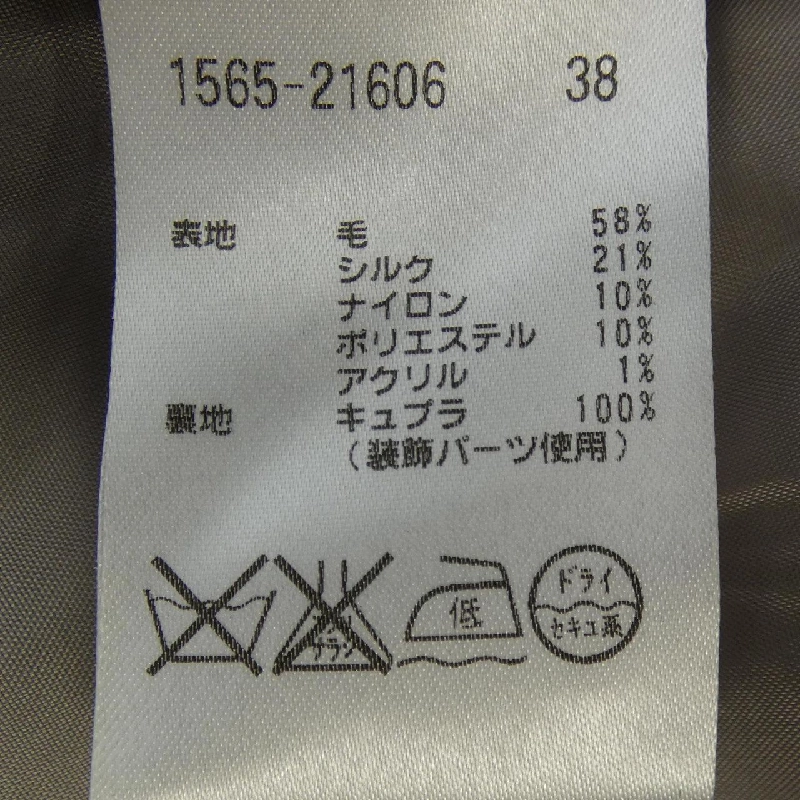 1565-21606 38
表地 毛 58%
シルク 21%
ナイロン 10%
ポリエステル 10%
アクリル 1%
裏地 キュプラ 100%
(装飾パーツ使用)
低
ドライ
セキユ系